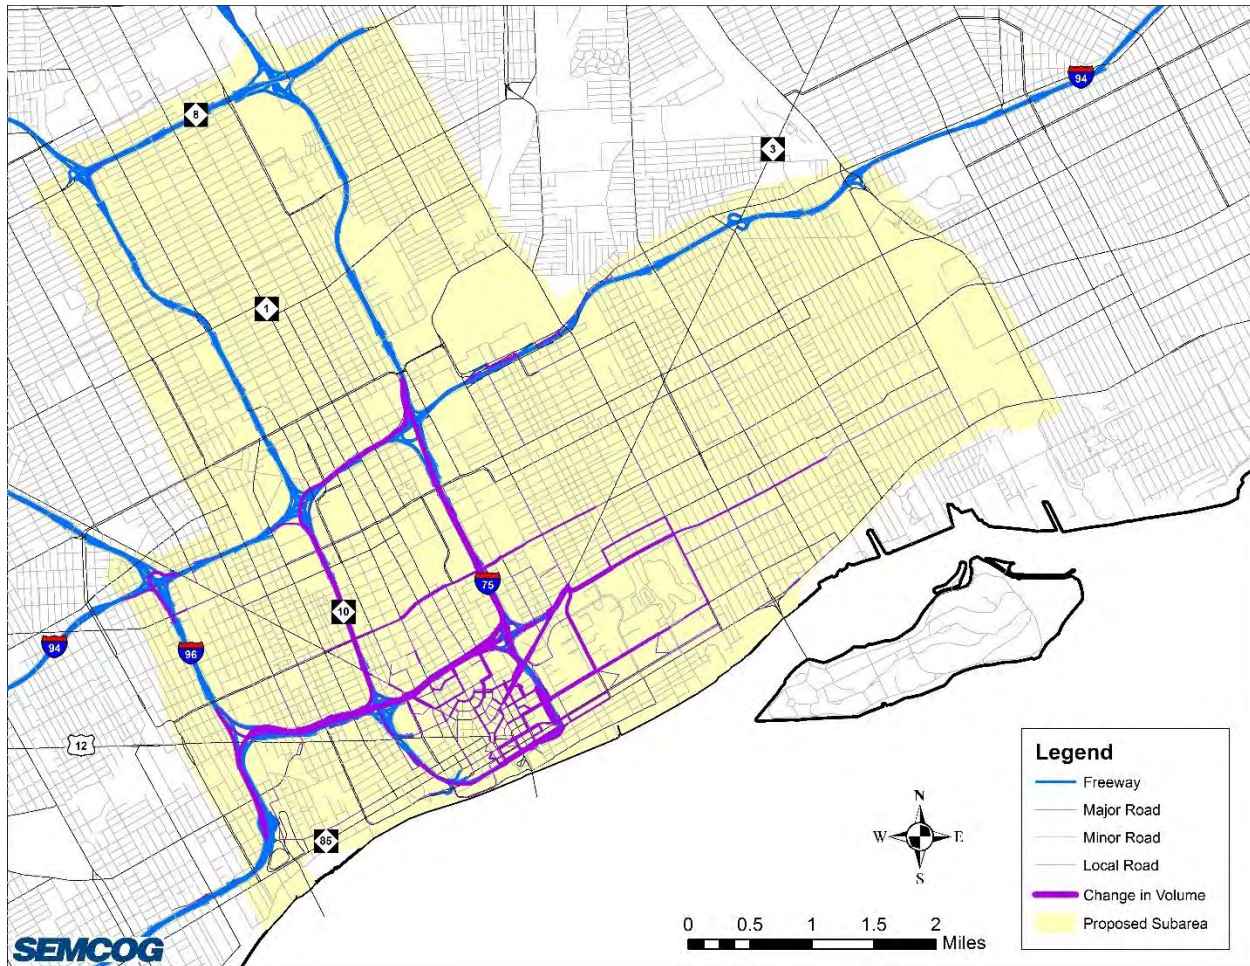 8
94
3
1
75
10
94
96
12
85
Legend
Freeway
Major Road
Minor Road
Local Road
Change in Volume
Proposed Subarea
N
W E
S
0 0.5 1 1.5 2
Miles
SEMCOG